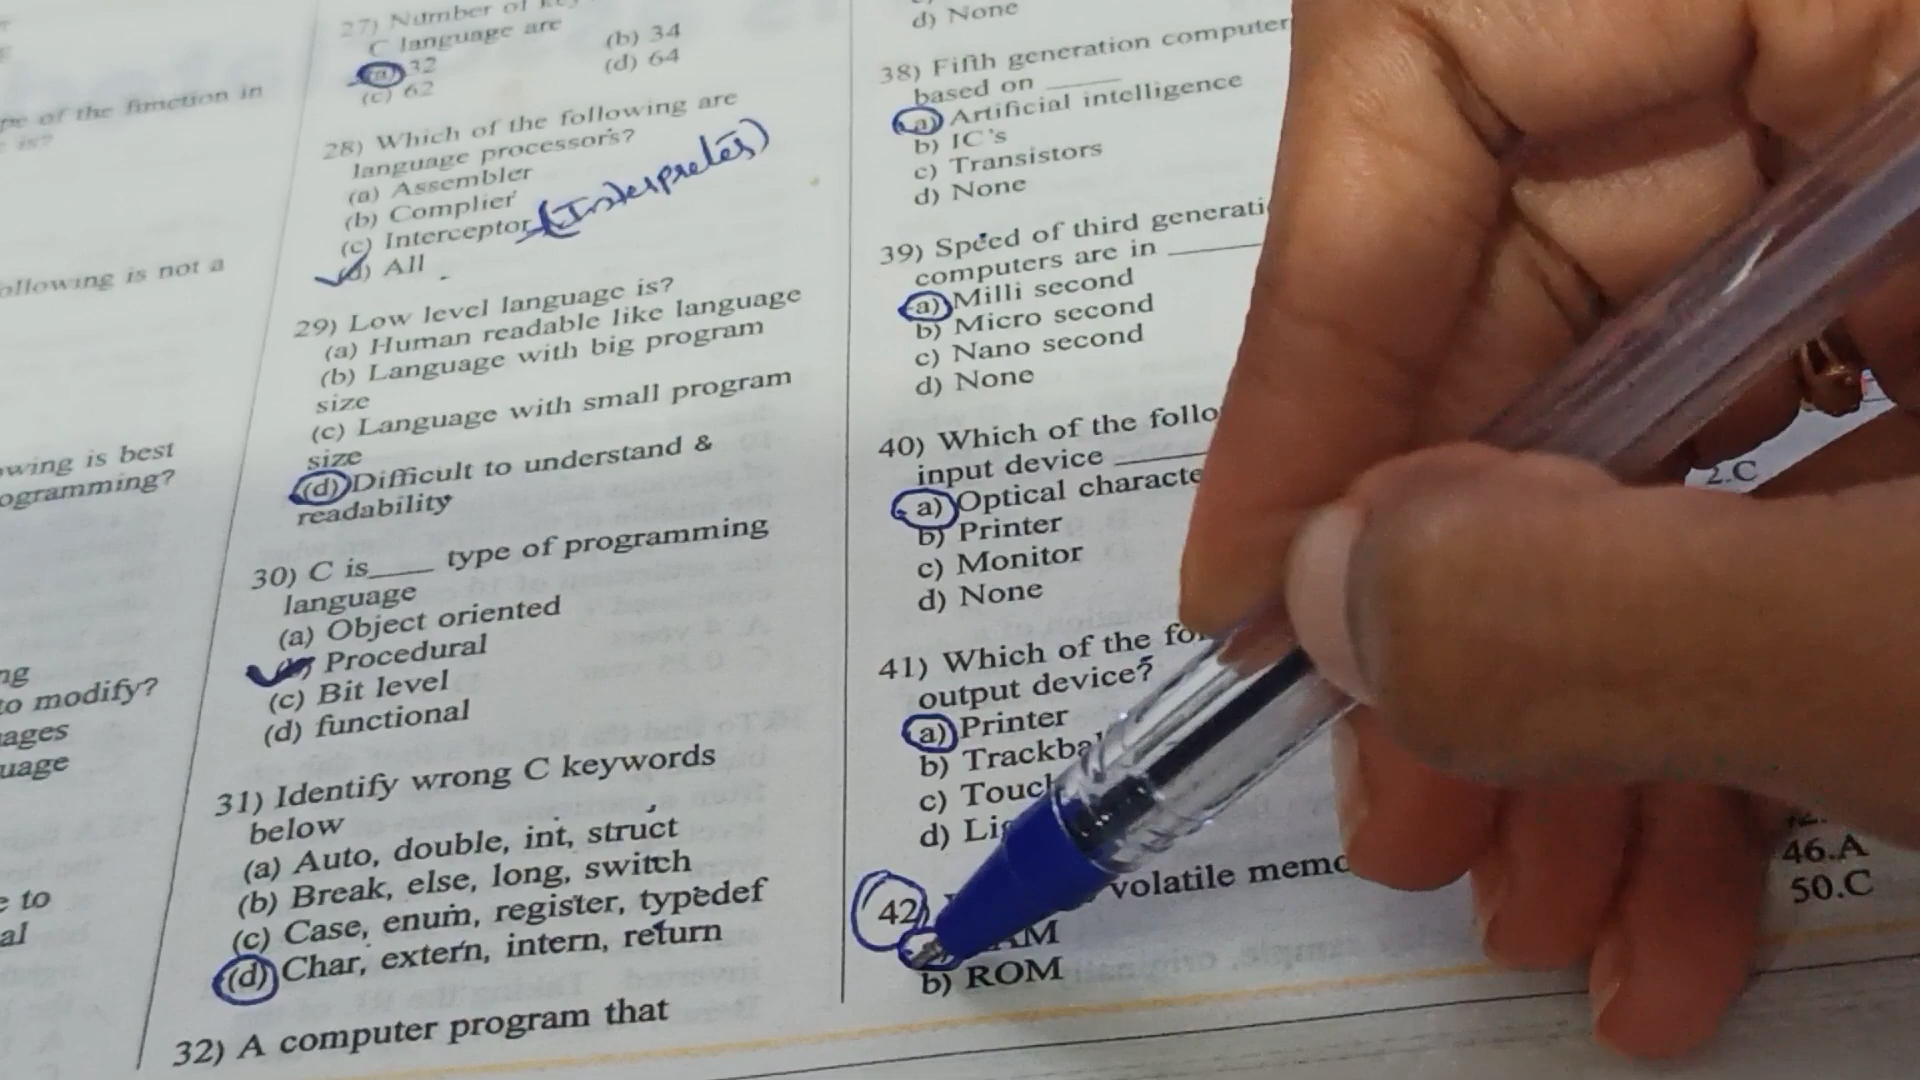 pe of the function in
is?
ollowing is not a
owing is best
ogramming?
ng
to modify?
ages
uage
e to
al
27) Number of
C language are
(a) 32
(b) 34
(c) 62
(d) 64
28) Which of the following are
language processors?
(a) Assembler
(b) Complier
(c) Interceptor
(d) All
29) Low level language is?
(a) Human readable like language
(b) Language with big program
size
(c) Language with small program
size
(d) Difficult to understand &
readability
30) C is____ type of programming
language
(a) Object oriented
Procedural
(c) Bit level
(d) functional
31) Identify wrong C keywords
below
(a) Auto, double, int, struct
(b) Break, else, long, switch
(c) Case, enum, register, typedef
(d) Char, extern, intern, return
32) A computer program that
d) None
38) Fifth generation computer
based on ____
a) Artificial intelligence
b) IC's
c) Transistors
d) None
39) Speed of third generati
computers are in ____
a) Milli second
b) Micro second
c) Nano second
d) None
40) Which of the follo
input device ____
a) Optical characte
b) Printer
c) Monitor
d) None
41) Which of the fo
output device?
a) Printer
b) Trackba
c) Touch
d) Li
42) volatile memo
AM
b) ROM
2.C
46.A
50.C